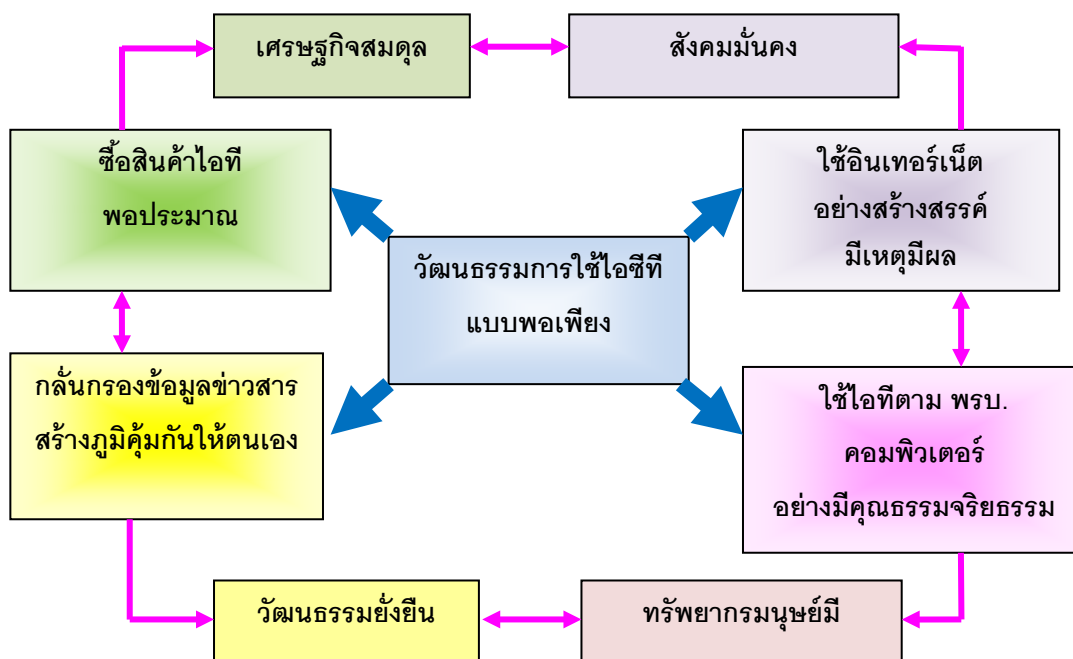 เศรษฐกิจสมดุล
สังคมมั่นคง
ซื้อสินค้าไอที
พอประมาณ
ใช้อินเทอร์เน็ต
อย่างสร้างสรรค์
มีเหตุมีผล
วัฒนธรรมการใช้ไอซีที
แบบพอเพียง
กลั่นกรองข้อมูลข่าวสาร
สร้างภูมิคุ้มกันให้ตนเอง
ใช้ไอทีตาม พรบ.
คอมพิวเตอร์
อย่างมีคุณธรรมจริยธรรม
วัฒนธรรมยั่งยืน
ทรัพยากรมนุษย์มี